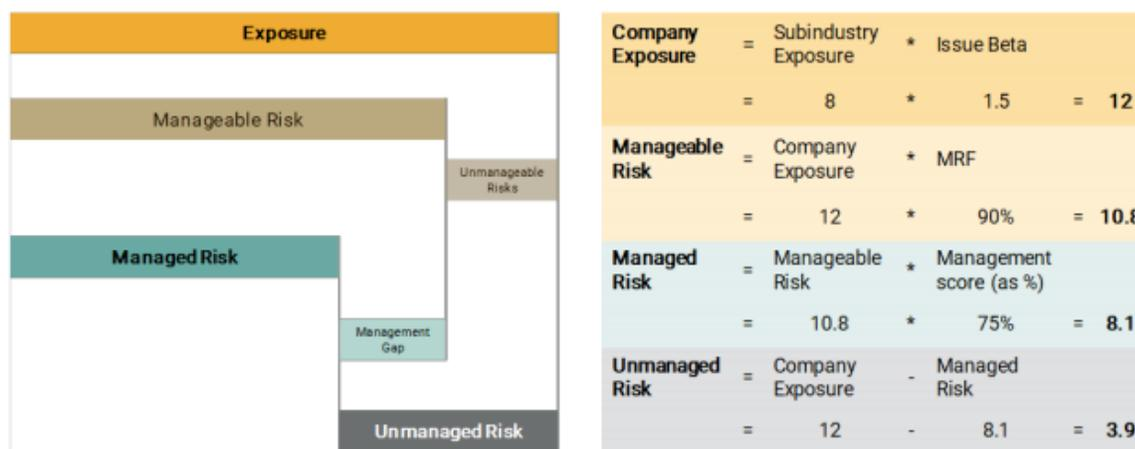 Exposure
Manageable Risk
Unmanageable
Risks
Managed Risk
Management
Gap
Unmanaged Risk
Company = Subindustry * Issue Beta
Exposure Exposure
= 8 * 1.5 = 12
Manageable = Company * MRF
Risk Exposure
= 12 * 90% = 10.8
Managed = Manageable * Management
Risk Risk score (as %)
= 10.8 * 75% = 8.1
Unmanaged = Company - Managed
Risk Exposure Risk
= 12 - 8.1 = 3.9